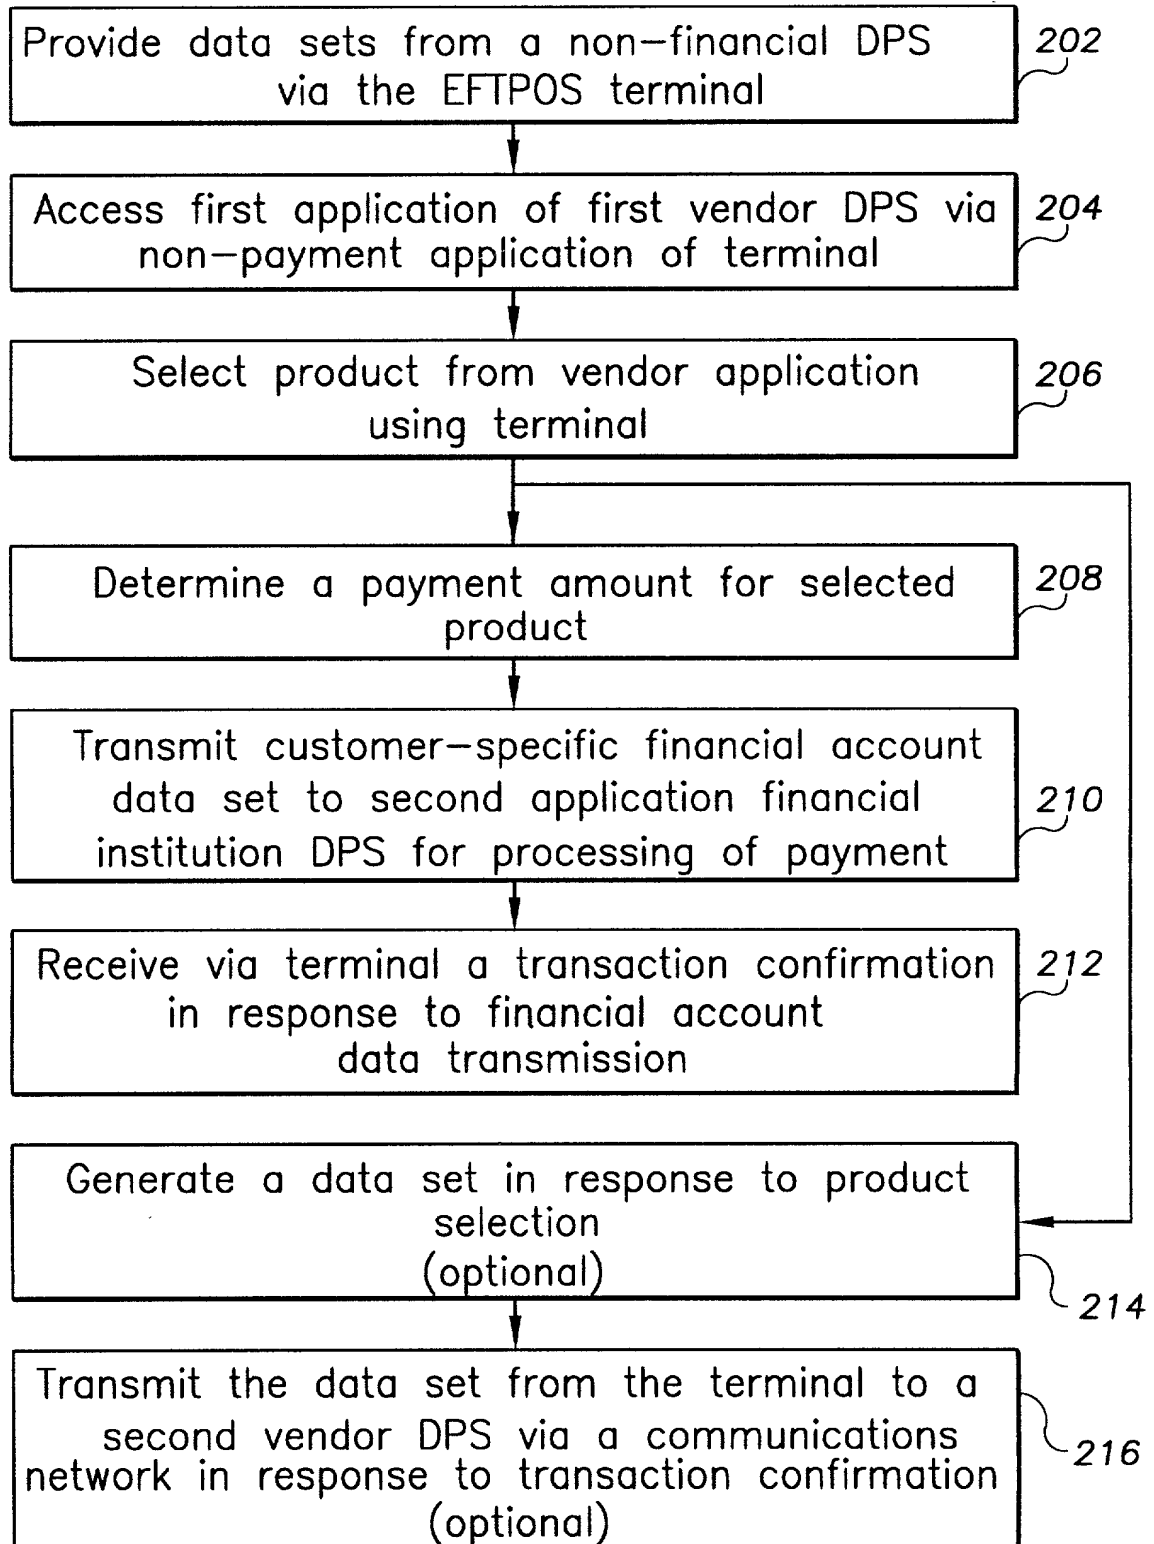 Provide data sets from a non-financial DPS
via the EFTPOS terminal
202
Access first application of first vendor DPS via
non-payment application of terminal
204
Select product from vendor application
using terminal
206
Determine a payment amount for selected
product
208
Transmit customer-specific financial account
data set to second application financial
institution DPS for processing of payment
210
Receive via terminal a transaction confirmation
in response to financial account
data transmission
212
Generate a data set in response to product
selection
(optional)
214
Transmit the data set from the terminal to a
second vendor DPS via a communications
network in response to transaction confirmation
(optional)
216